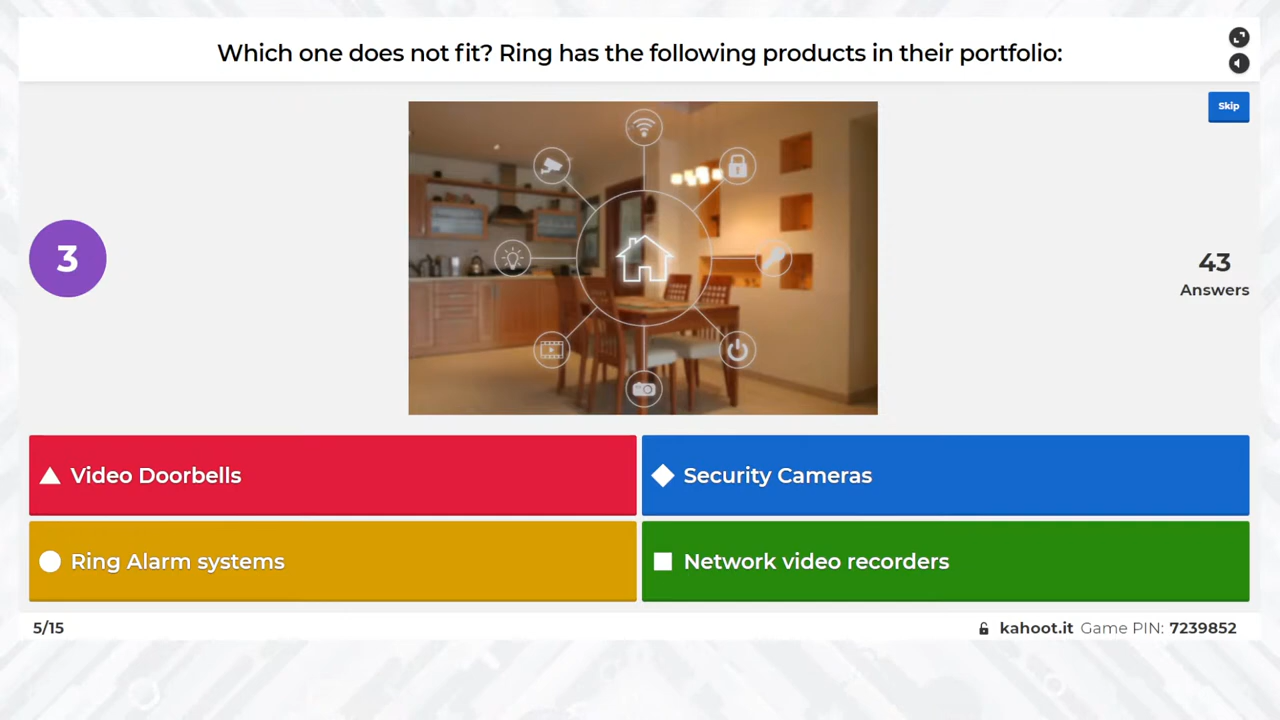 Which one does not fit? Ring has the following products in their portfolio:
Skip
3
43
Answers
Video Doorbells
Security Cameras
Ring Alarm systems
Network video recorders
5/15
kahoot.it Game PIN: 7239852